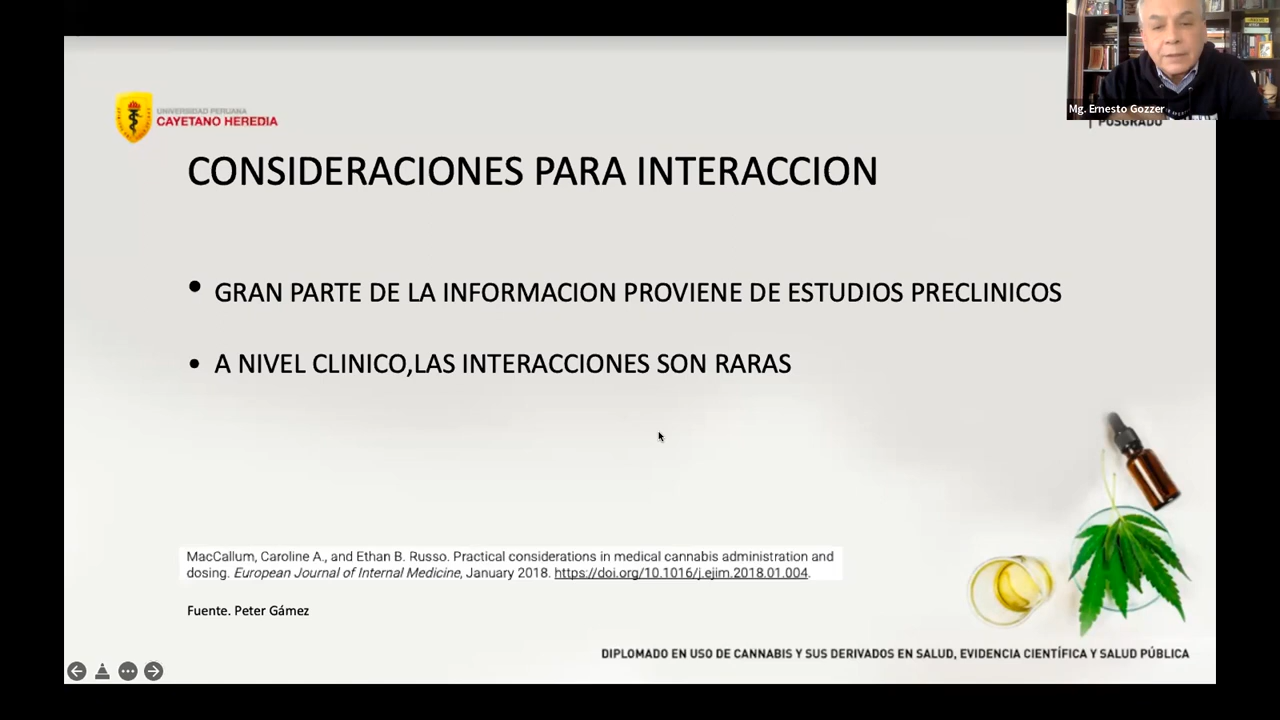 UNIVERSIDAD PERUANA
CAYETANO HEREDIA
Mg. Ernesto Gozzer
POSGRADO
CONSIDERACIONES PARA INTERACCION
• GRAN PARTE DE LA INFORMACION PROVIENE DE ESTUDIOS PRECLINICOS
• A NIVEL CLINICO,LAS INTERACCIONES SON RARAS
MacCallum, Caroline A., and Ethan B. Russo. Practical considerations in medical cannabis administration and
dosing. European Journal of Internal Medicine, January 2018. https://doi.org/10.1016/j.ejim.2018.01.004.
Fuente. Peter Gámez
DIPLOMADO EN USO DE CANNABIS Y SUS DERIVADOS EN SALUD, EVIDENCIA CIENTÍFICA Y SALUD PÚBLICA